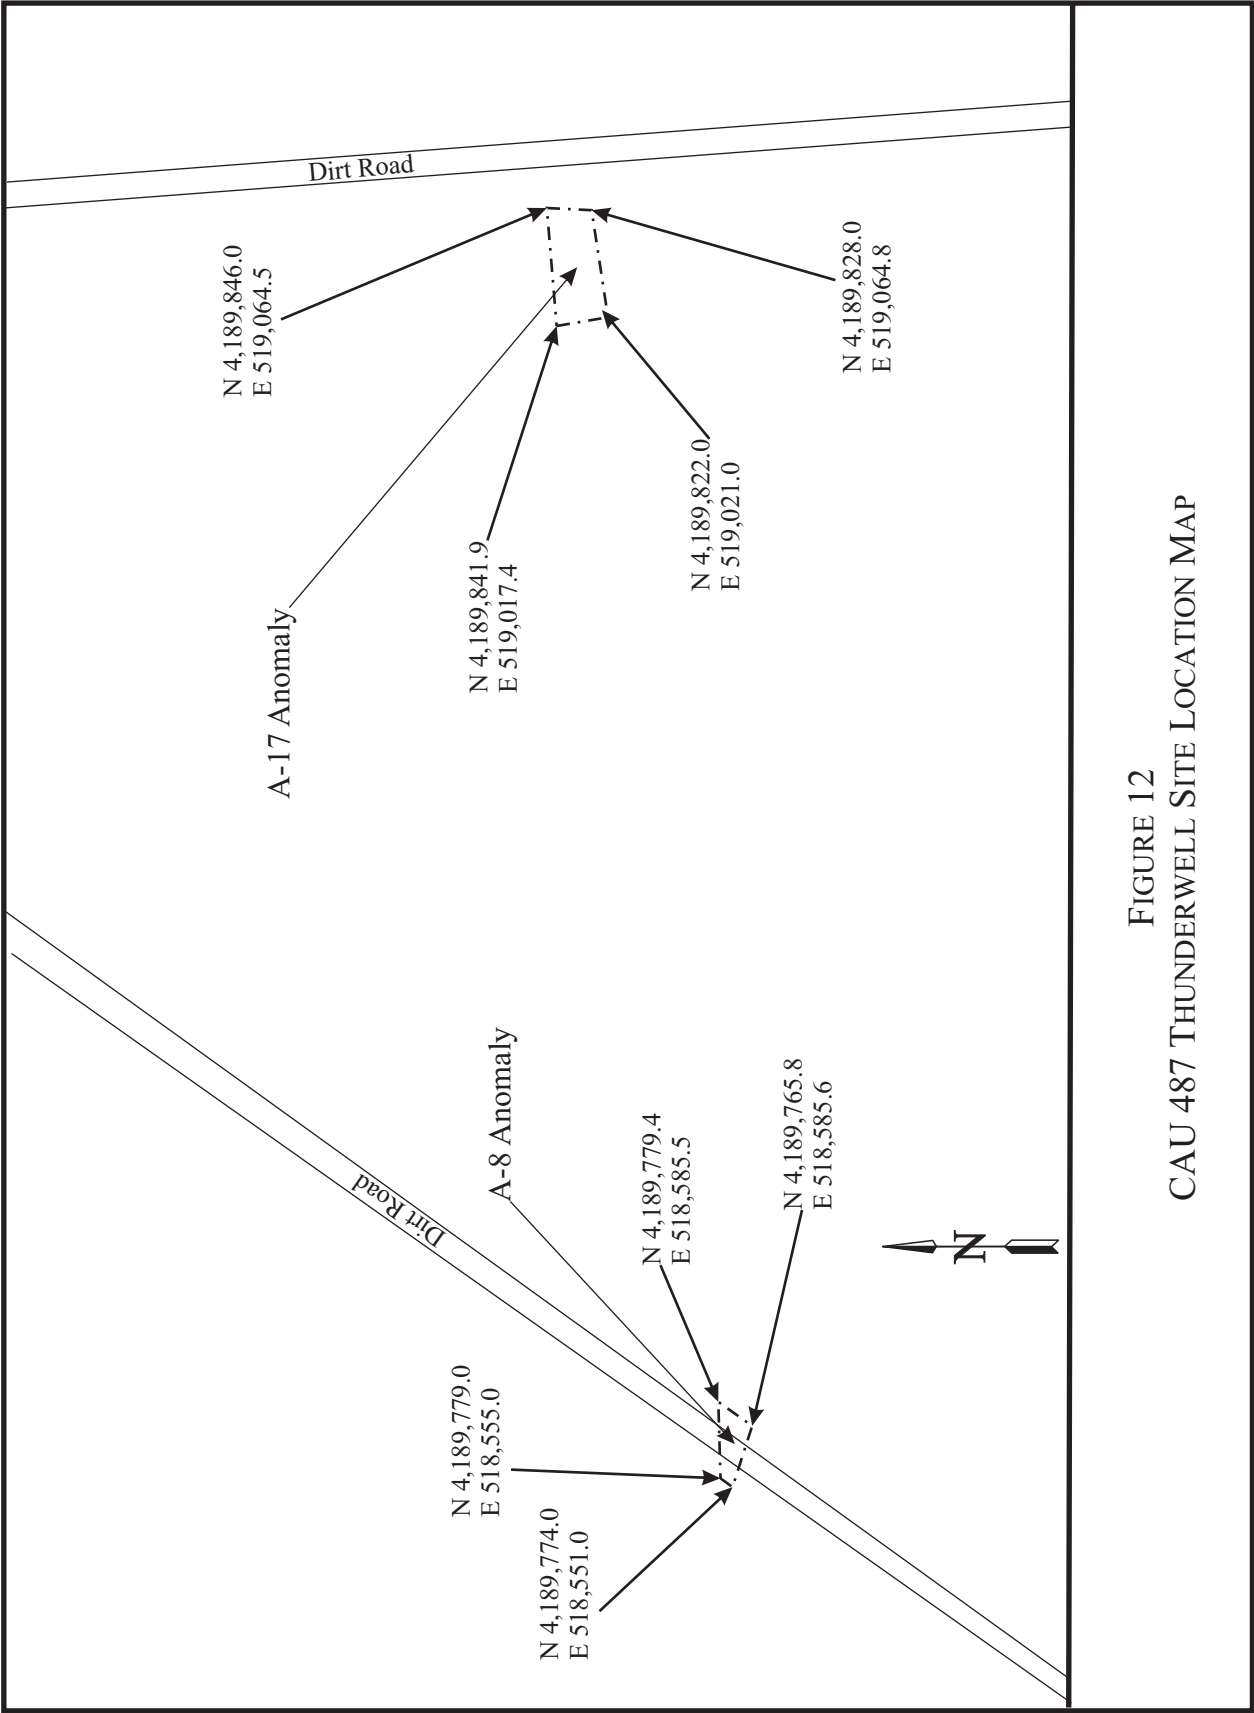 Dirt Road
A-8 Anomaly
N 4,189,779.0
E 518,555.0
N 4,189,774.0
E 518,551.0
N 4,189,779.4
E 518,585.5
N 4,189,765.8
E 518,585.6
N
A-17 Anomaly
N 4,189,841.9
E 519,017.4
N 4,189,822.0
E 519,021.0
N 4,189,846.0
E 519,064.5
N 4,189,828.0
E 519,064.8
Dirt Road
FIGURE 12
CAU 487 THUNDERWELL SITE LOCATION MAP